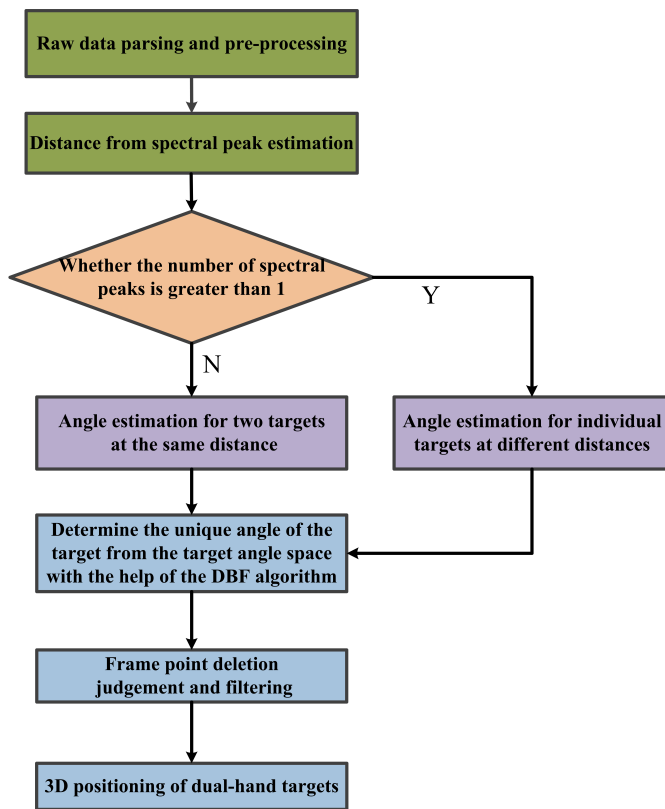 Raw data parsing and pre-processing
Distance from spectral peak estimation
Whether the number of spectral
peaks is greater than 1
Y
N
Angle estimation for two targets
at the same distance
Angle estimation for individual
targets at different distances
Determine the unique angle of the
target from the target angle space
with the help of the DBF algorithm
Frame point deletion
judgement and filtering
3D positioning of dual-hand targets